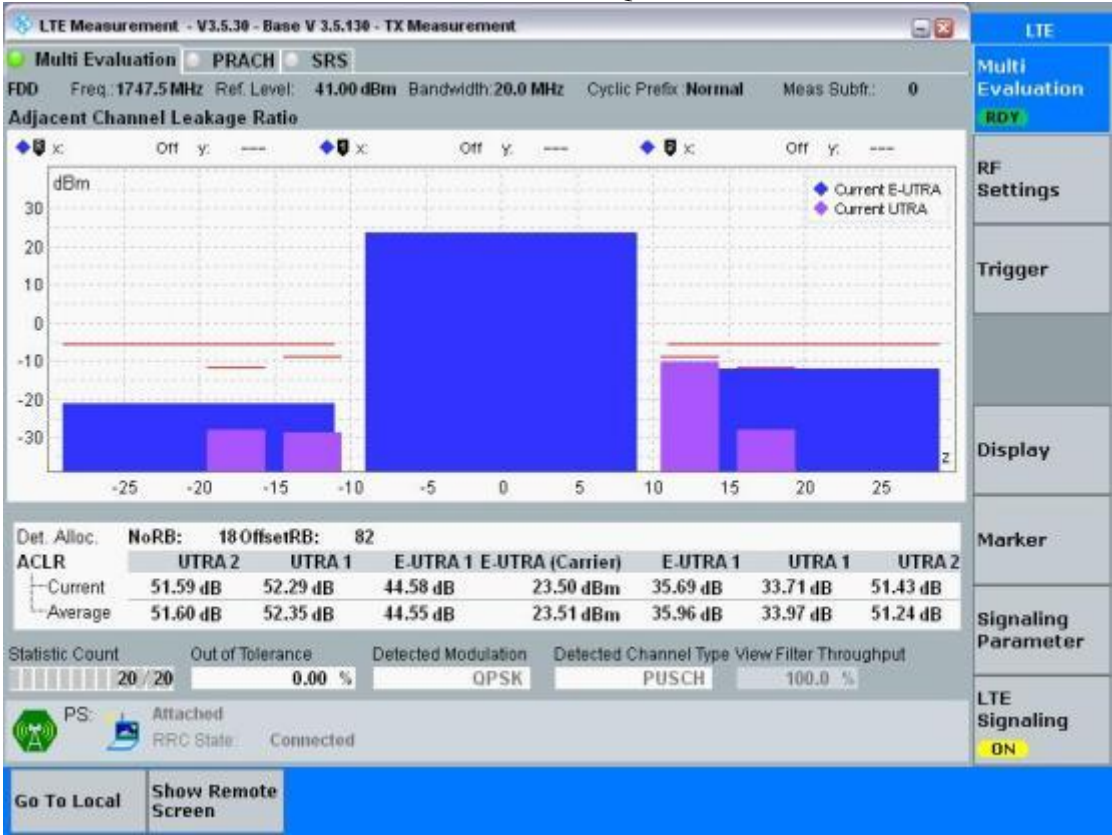 LTE Measurement - V3.5.30 - Base V 3.5.130 - TX Measurement
LTE
Multi Evaluation PRACH SRS
Multi
Evaluation
RDY
FDD Freq.: 1747.5 MHz Ref. Level: 41.00 dBm Bandwidth: 20.0 MHz Cyclic Prefix: Normal Meas Subfr.: 0
Adjacent Channel Leakage Ratio
x: Off y: --- x: Off y: --- x: Off y: ---
RF
Settings
dBm
Current E-UTRA
Current UTRA
30
20
10
0
-10
-20
-30
z
-25 -20 -15 -10 -5 0 5 10 15 20 25
Trigger
Display
Marker
Signaling
Parameter
LTE
Signaling
ON
Det. Alloc. NoRB: 18 OffsetRB: 82
ACLR UTRA 2 UTRA 1 E-UTRA 1 E-UTRA (Carrier) E-UTRA 1 UTRA 1 UTRA 2
Current 51.59 dB 52.29 dB 44.58 dB 23.50 dBm 35.69 dB 33.71 dB 51.43 dB
Average 51.60 dB 52.35 dB 44.55 dB 23.51 dBm 35.96 dB 33.97 dB 51.24 dB
Statistic Count Out of Tolerance Detected Modulation Detected Channel Type View Filter Throughput
20 / 20 0.00 % QPSK PUSCH 100.0 %
PS: Attached
RRC State: Connected
Go To Local
Show Remote
Screen